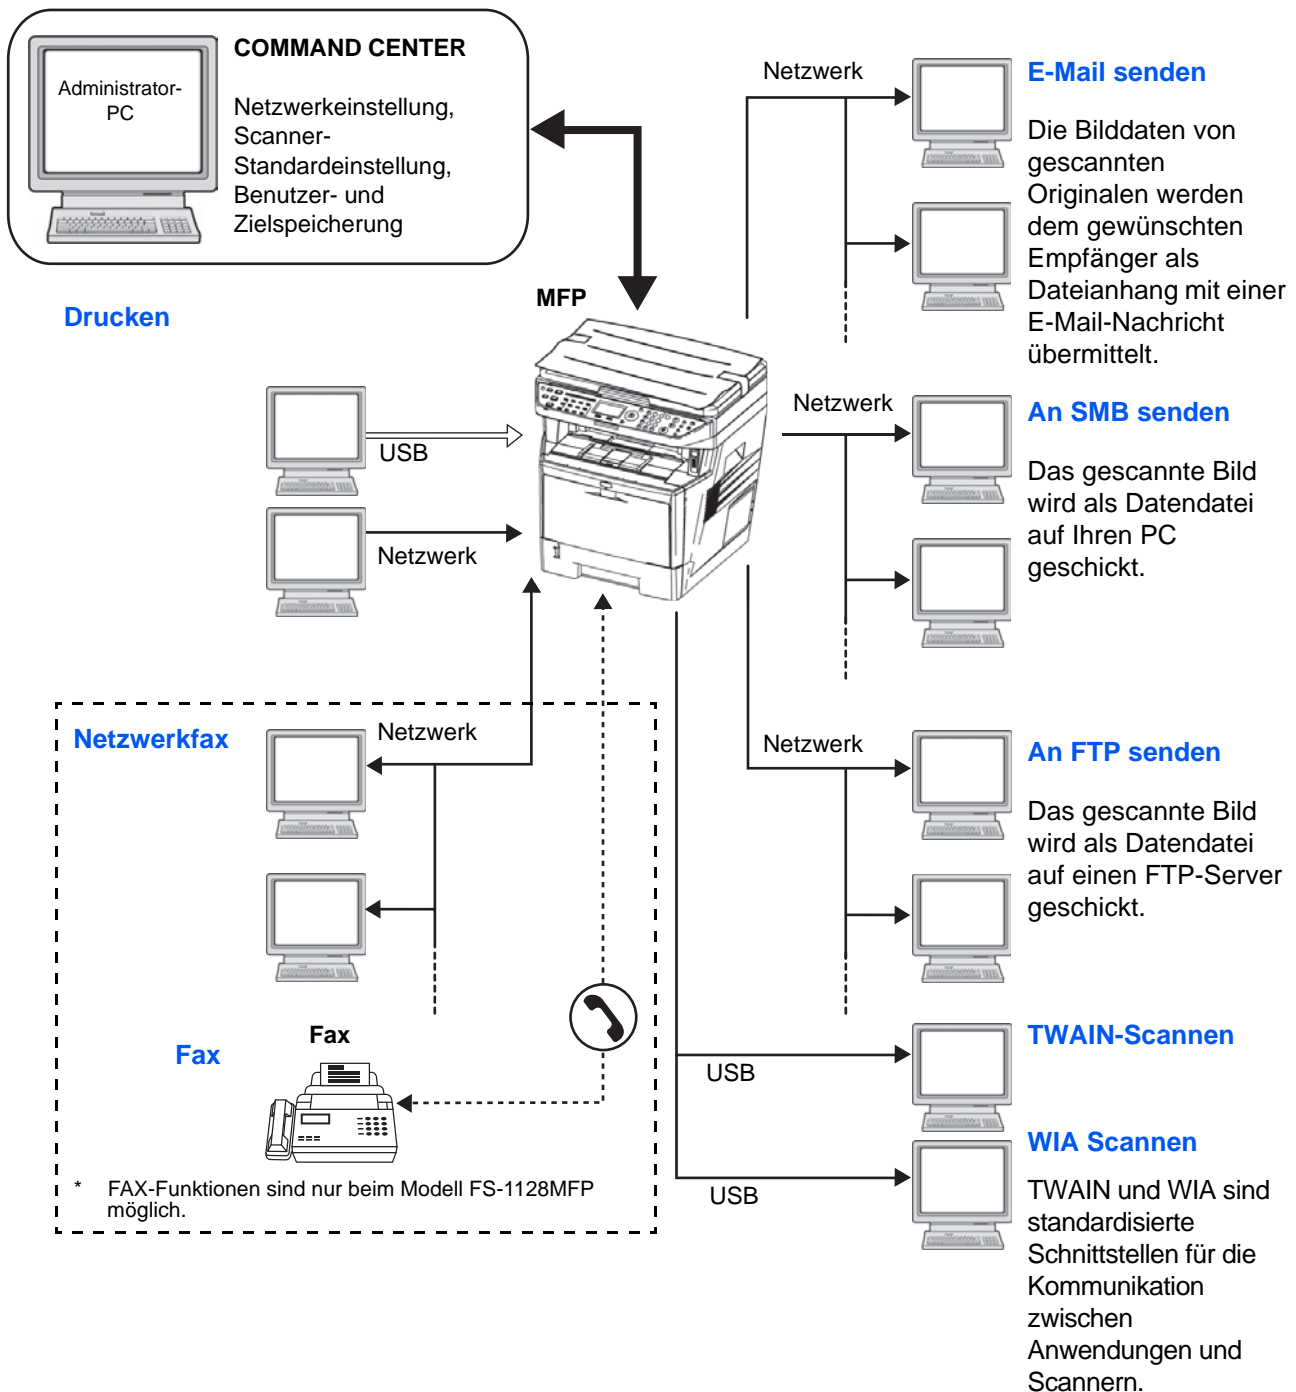 COMMAND CENTER
Administrator-
PC
Netzwerkeinstellung,
Scanner-
Standardeinstellung,
Benutzer- und
Zielspeicherung
Netzwerk
E-Mail senden
Die Bilddaten von
gescannten
Originalen werden
dem gewünschten
Empfänger als
Dateianhang mit einer
E-Mail-Nachricht
übermittelt.
MFP
Drucken
USB
Netzwerk
Netzwerk
An SMB senden
Das gescannte Bild
wird als Datendatei
auf Ihren PC
geschickt.
Netzwerkfax
Netzwerk
Netzwerk
An FTP senden
Das gescannte Bild
wird als Datendatei
auf einen FTP-Server
geschickt.
Fax
Fax
* FAX-Funktionen sind nur beim Modell FS-1128MFP
möglich.
USB
TWAIN-Scannen
USB
WIA Scannen
TWAIN und WIA sind
standardisierte
Schnittstellen für die
Kommunikation
zwischen
Anwendungen und
Scannern.